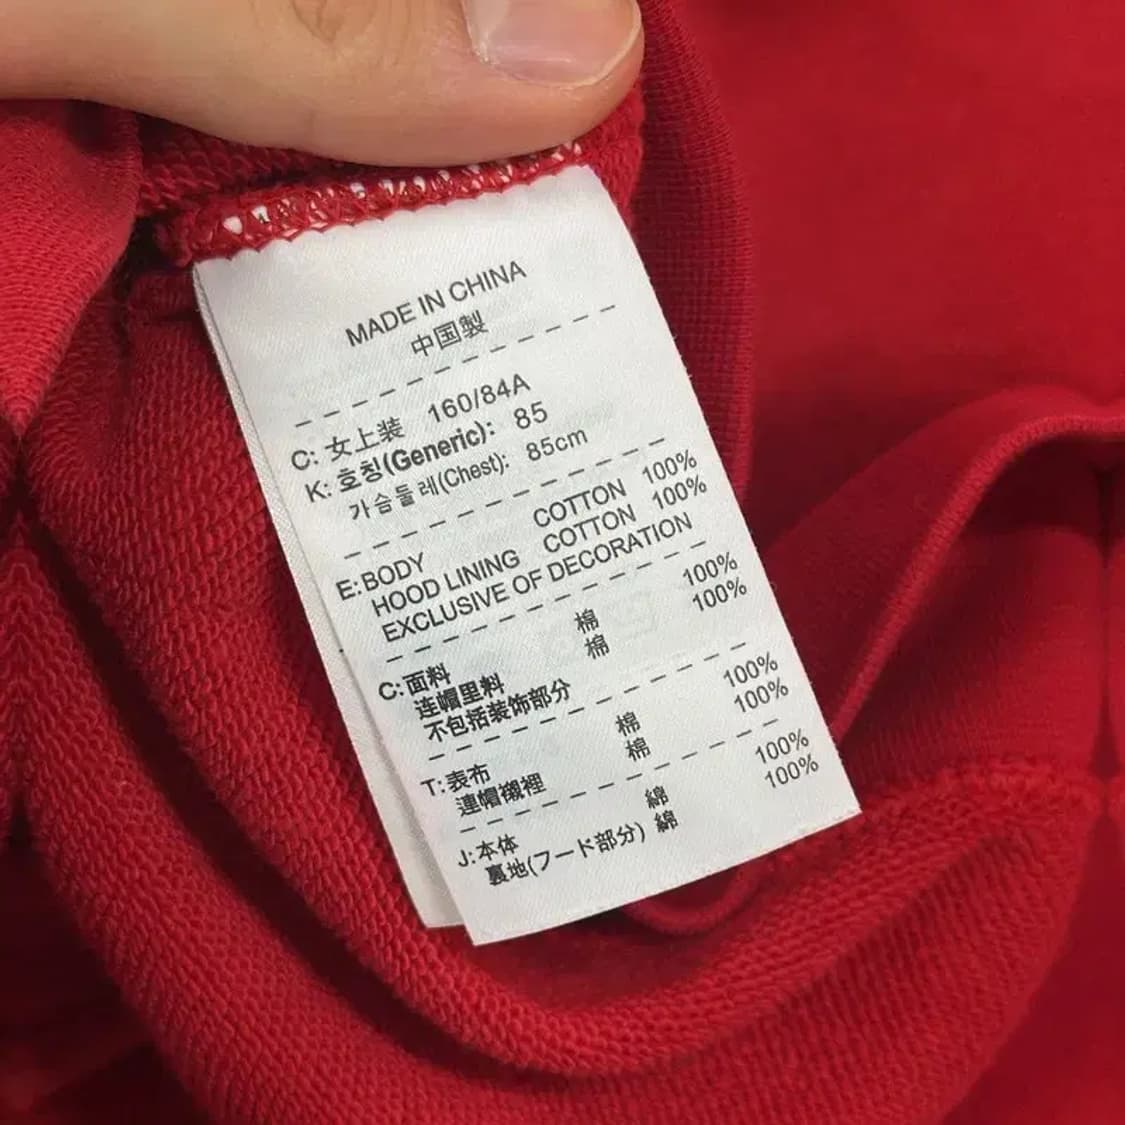 MADE IN CHINA
中国製
C: 女上装 160/84A
K: 호칭(Generic): 85
가슴둘레(Chest): 85cm
E: BODY COTTON 100%
HOOD LINING COTTON 100%
EXCLUSIVE OF DECORATION
C: 面料 棉 100%
连帽里料 棉 100%
不包括装饰部分
T: 表布 棉 100%
連帽襯裡 棉 100%
J: 本体 綿 100%
裏地(フード部分) 綿 100%